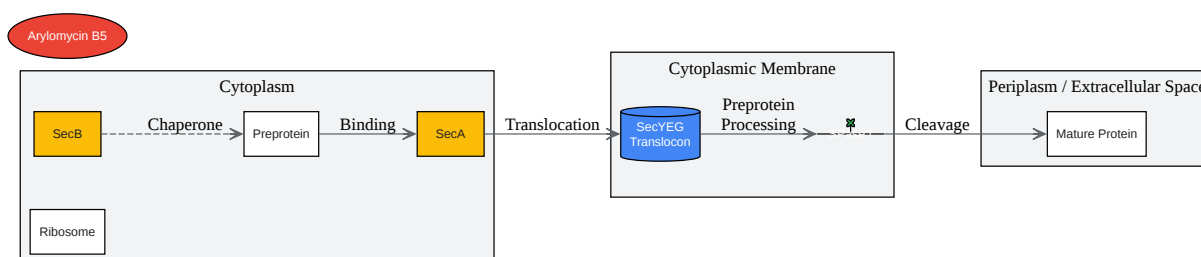 Arylomycin B5
Cytoplasm
SecB
Chaperone
Preprotein
Binding
SecA
Translocation
Ribosome
Cytoplasmic Membrane
SecYEG
Translocon
Preprotein
Processing
Cleavage
Periplasm / Extracellular Space
Mature Protein